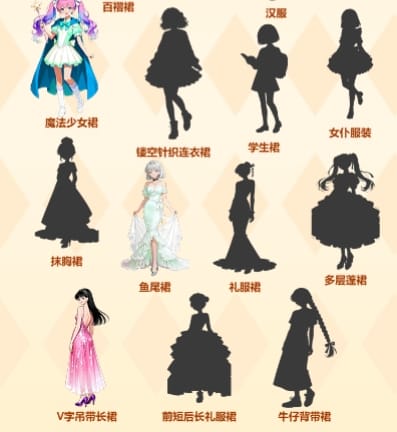 百褶裙
汉服
魔法少女裙
镂空针织连衣裙
学生裙
女仆服装
抹胸裙
鱼尾裙
礼服裙
多层蓬裙
V字吊带长裙
前短后长礼服裙
牛仔背带裙